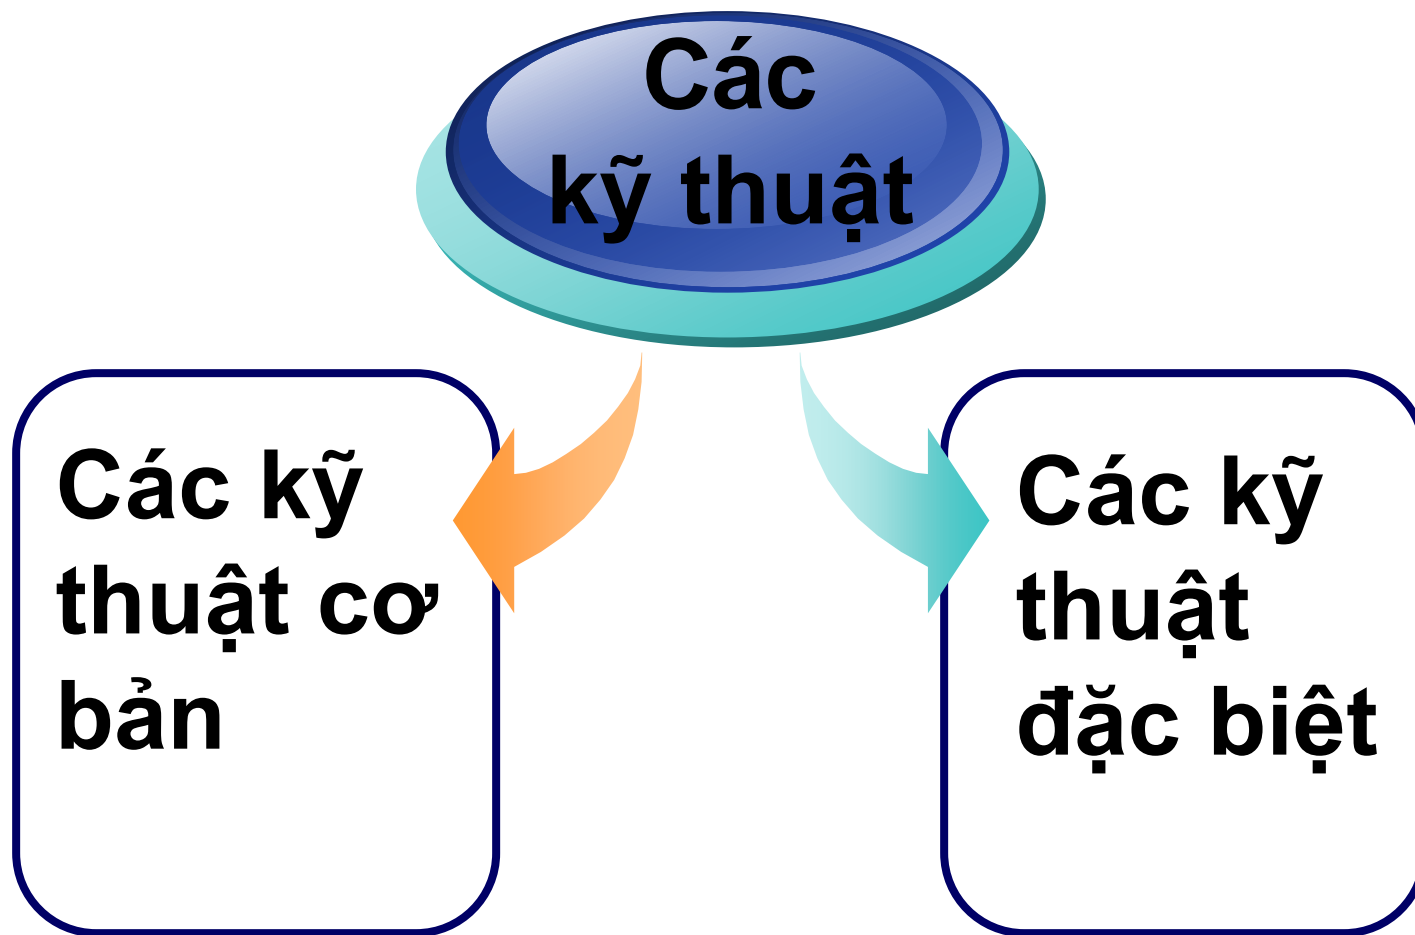 Các
kỹ thuật
Các kỹ
thuật cơ
bản
Các kỹ
thuật
đặc biệt